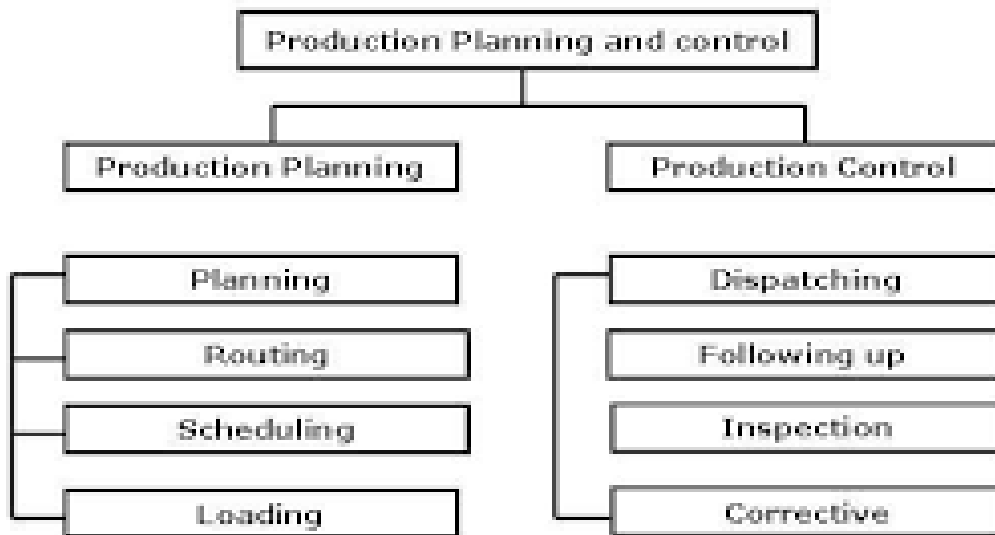 Production Planning and control
Production Planning
Production Control
Planning
Routing
Scheduling
Loading
Dispatching
Following up
Inspection
Corrective